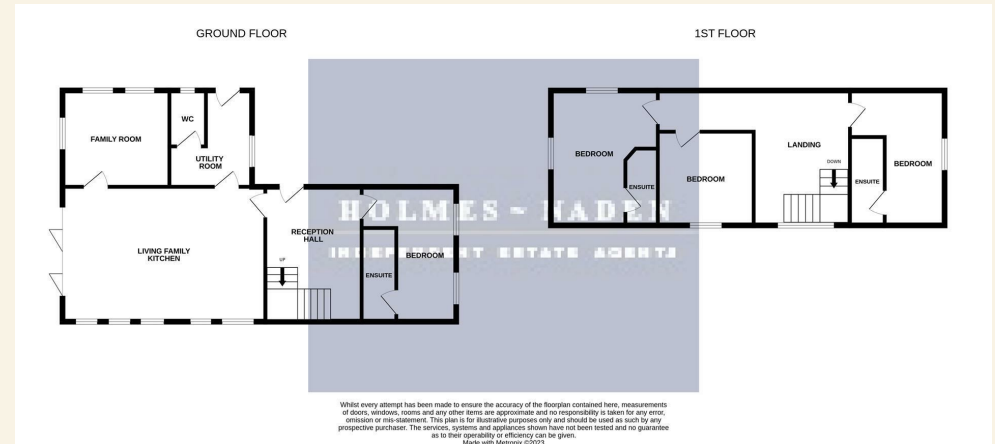 GROUND FLOOR
1ST FLOOR
WC
FAMILY ROOM
UTILITY
ROOM
LIVING FAMILY
KITCHEN
RECEPTION
HALL
UP
ENSUITE
BEDROOM
BEDROOM
ENSUITE
BEDROOM
LANDING
DOWN
ENSUITE
BEDROOM
HOLMES - NADEN
INDEPENDENT ESTATE AGENTS
Whilst every attempt has been made to ensure the accuracy of the floorplan contained here, measurements
of doors, windows, rooms and any other items are approximate and no responsibility is taken for any error,
omission or mis-statement. This plan is for illustrative purposes only and should be used as such by any
prospective purchaser. The services, systems and appliances shown have not been tested and no guarantee
as to their operability or efficiency can be given.
Made with Metropix ©2023